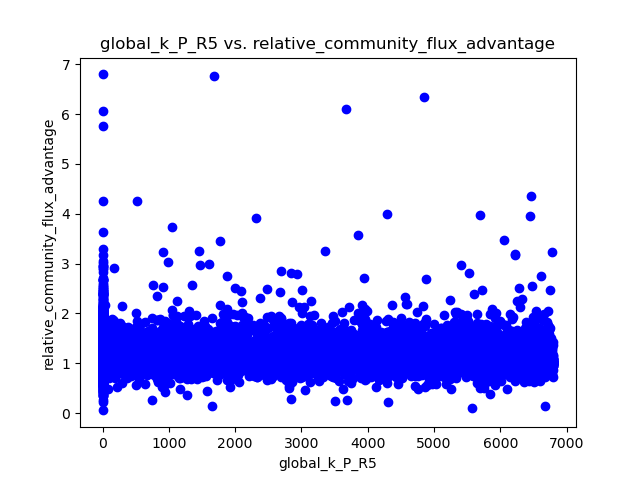 global_k_P_R5 vs. relative_community_flux_advantage
relative_community_flux_advantage
7
6
5
4
3
2
1
0
0 1000 2000 3000 4000 5000 6000 7000
global_k_P_R5